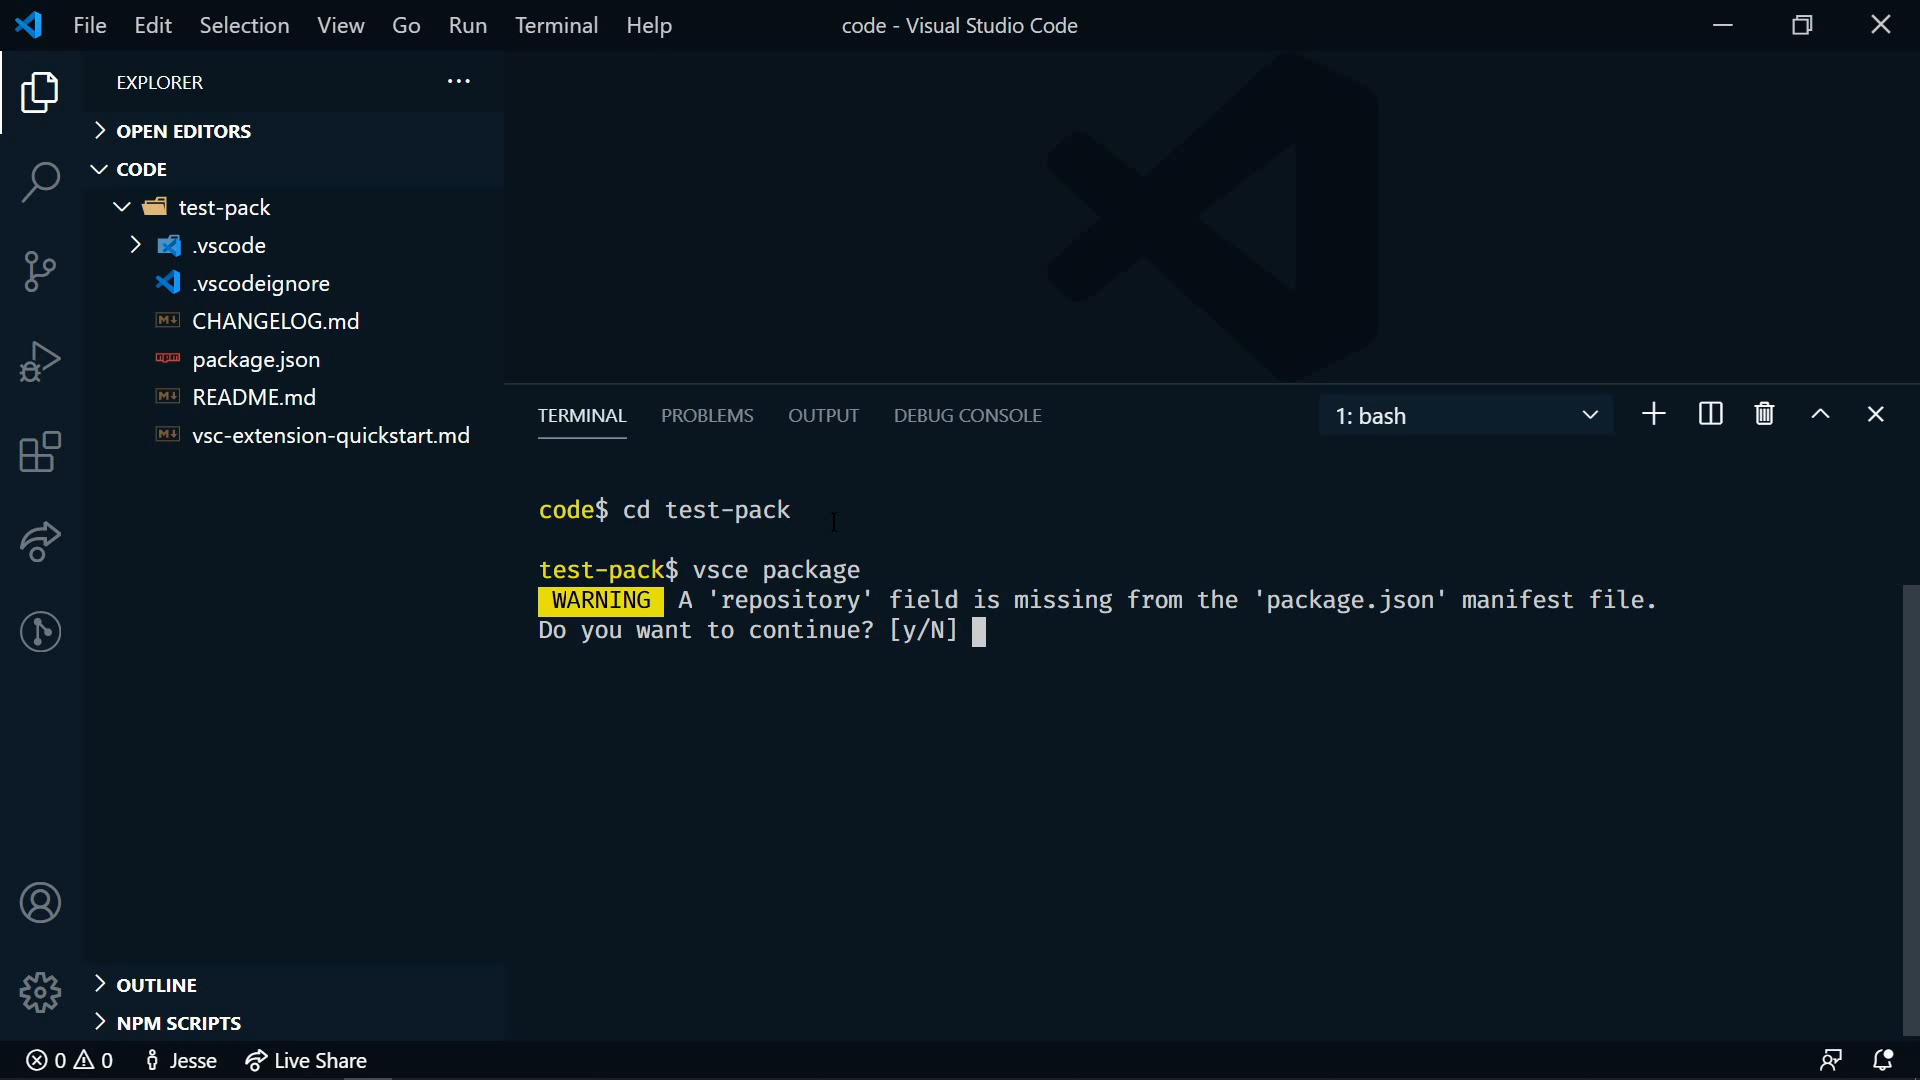 File Edit Selection View Go Run Terminal Help
code - Visual Studio Code
EXPLORER
OPEN EDITORS
CODE
test-pack
.vscode
.vscodeignore
CHANGELOG.md
package.json
README.md
vsc-extension-quickstart.md
OUTLINE
NPM SCRIPTS
TERMINAL PROBLEMS OUTPUT DEBUG CONSOLE
1: bash
code$ cd test-pack
test-pack$ vsce package
WARNING A 'repository' field is missing from the 'package.json' manifest file.
Do you want to continue? [y/N]
0 0 Jesse Live Share